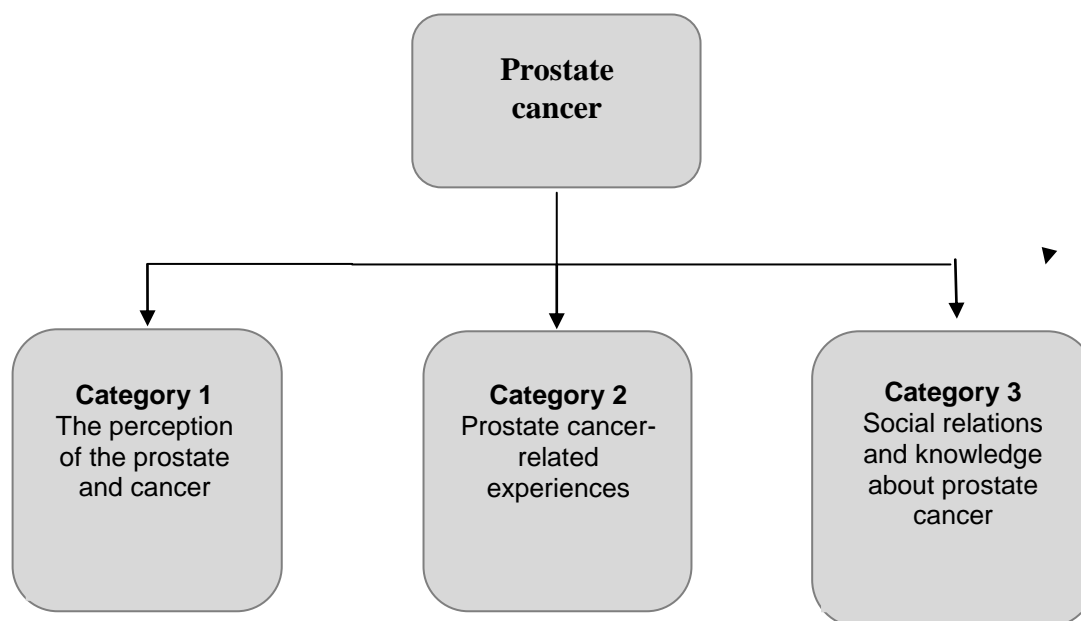 Prostate
cancer
Category 1
The perception
of the prostate
and cancer
Category 2
Prostate cancer-
related
experiences
Category 3
Social relations
and knowledge
about prostate
cancer